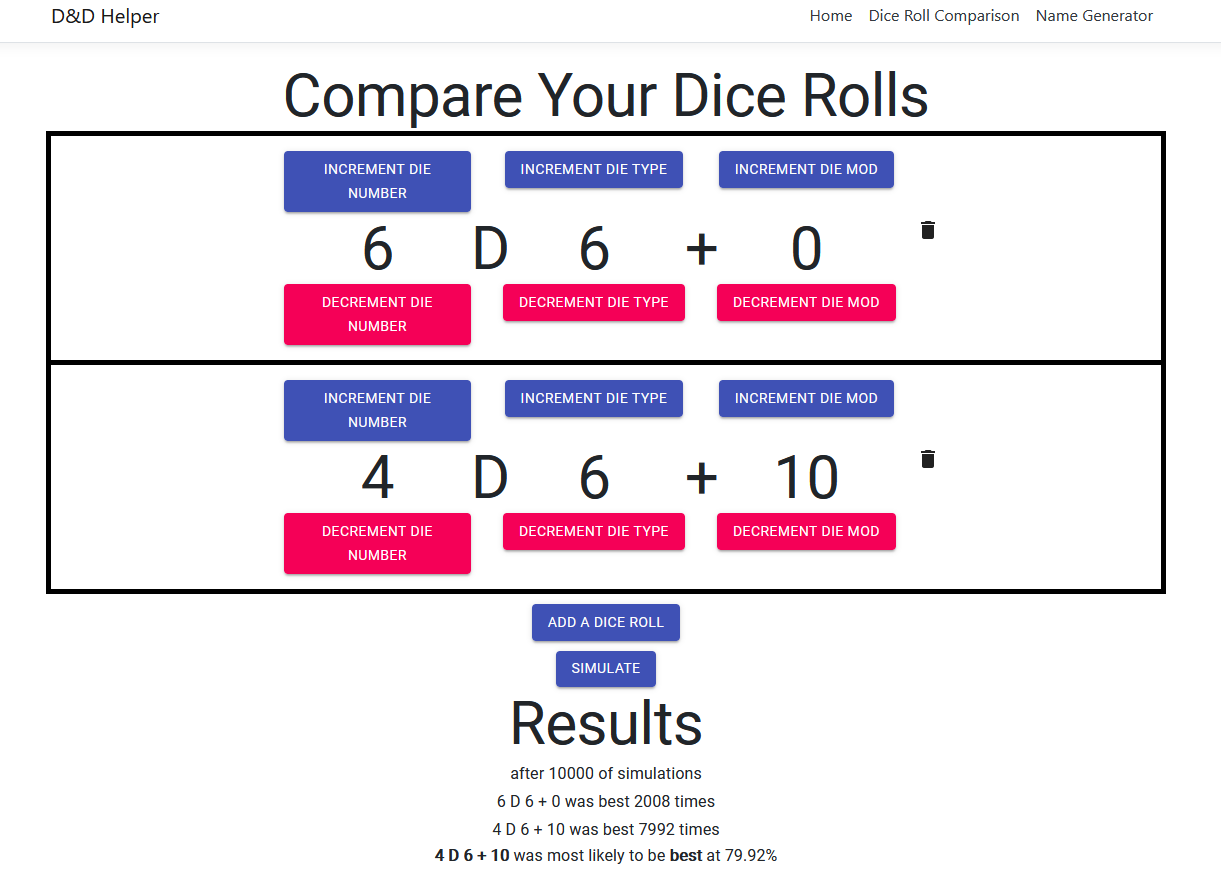 D&D Helper
Home Dice Roll Comparison Name Generator
Compare Your Dice Rolls
INCREMENT DIE NUMBER INCREMENT DIE TYPE INCREMENT DIE MOD
6 D 6 + 0
DECREMENT DIE NUMBER DECREMENT DIE TYPE DECREMENT DIE MOD
INCREMENT DIE NUMBER INCREMENT DIE TYPE INCREMENT DIE MOD
4 D 6 + 10
DECREMENT DIE NUMBER DECREMENT DIE TYPE DECREMENT DIE MOD
ADD A DICE ROLL
SIMULATE
Results
after 10000 of simulations
6 D 6 + 0 was best 2008 times
4 D 6 + 10 was best 7992 times
4 D 6 + 10 was most likely to be best at 79.92%